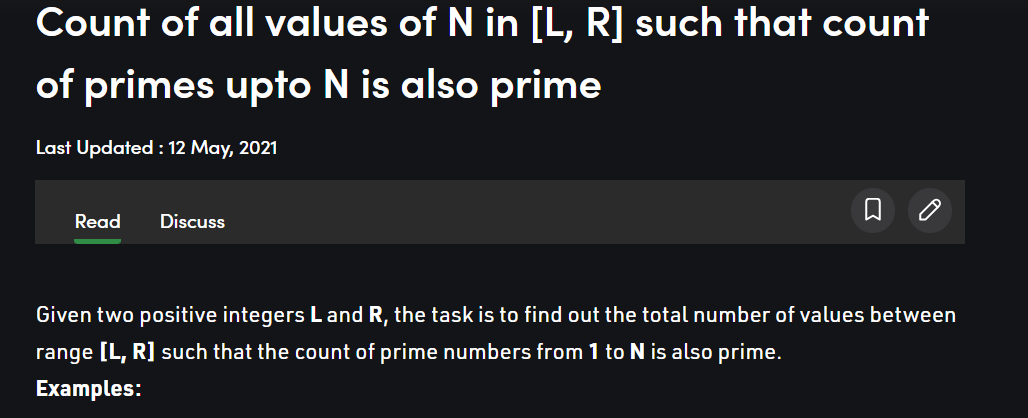 Count of all values of N in [L, R] such that count
of primes upto N is also prime
Last Updated : 12 May, 2021
Read Discuss
Given two positive integers L and R, the task is to find out the total number of values between
range [L, R] such that the count of prime numbers from 1 to N is also prime.
Examples: